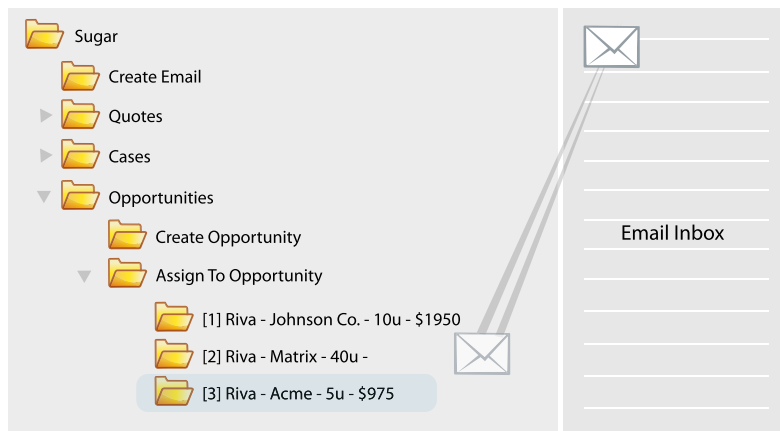 Sugar
Create Email
Quotes
Cases
Opportunities
Create Opportunity
Assign To Opportunity
[1] Riva - Johnson Co. - 10u - $1950
[2] Riva - Matrix - 40u -
[3] Riva - Acme - 5u - $975
Email Inbox